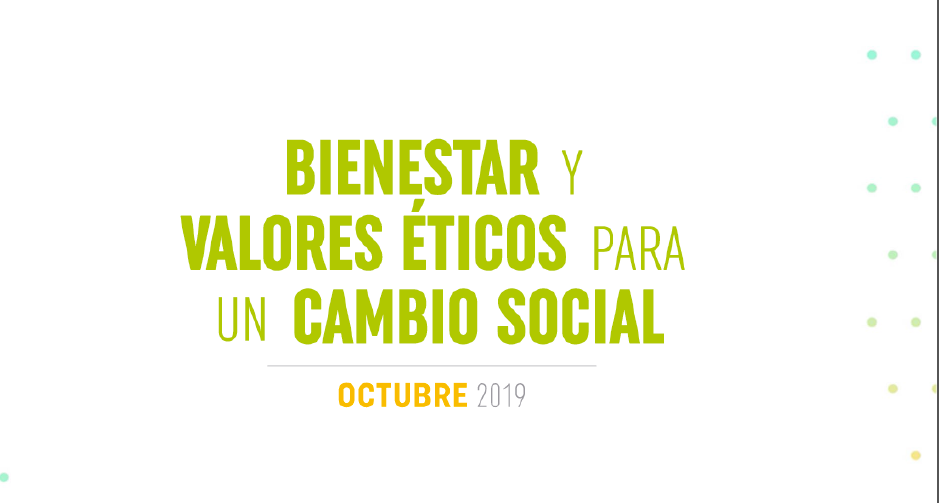 BIENESTAR Y
VALORES ÉTICOS PARA
UN CAMBIO SOCIAL
OCTUBRE 2019